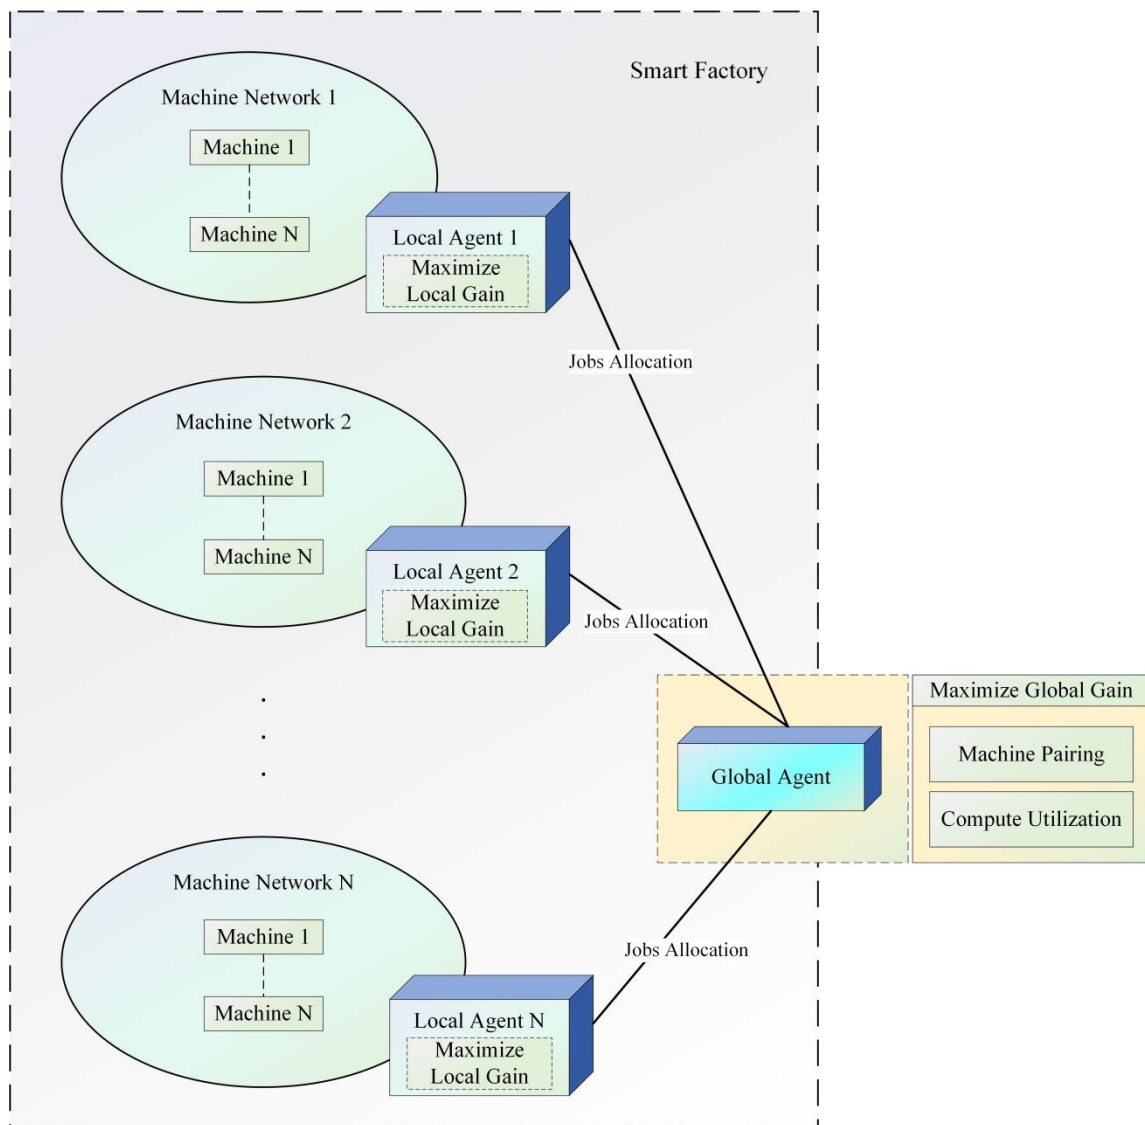 Smart Factory
Machine Network 1
Machine 1
Machine N
Local Agent 1
Maximize
Local Gain
Jobs Allocation
Machine Network 2
Machine 1
Machine N
Local Agent 2
Maximize
Local Gain
Jobs Allocation
.
.
.
Global Agent
Maximize Global Gain
Machine Pairing
Compute Utilization
Machine Network N
Machine 1
Machine N
Local Agent N
Maximize
Local Gain
Jobs Allocation